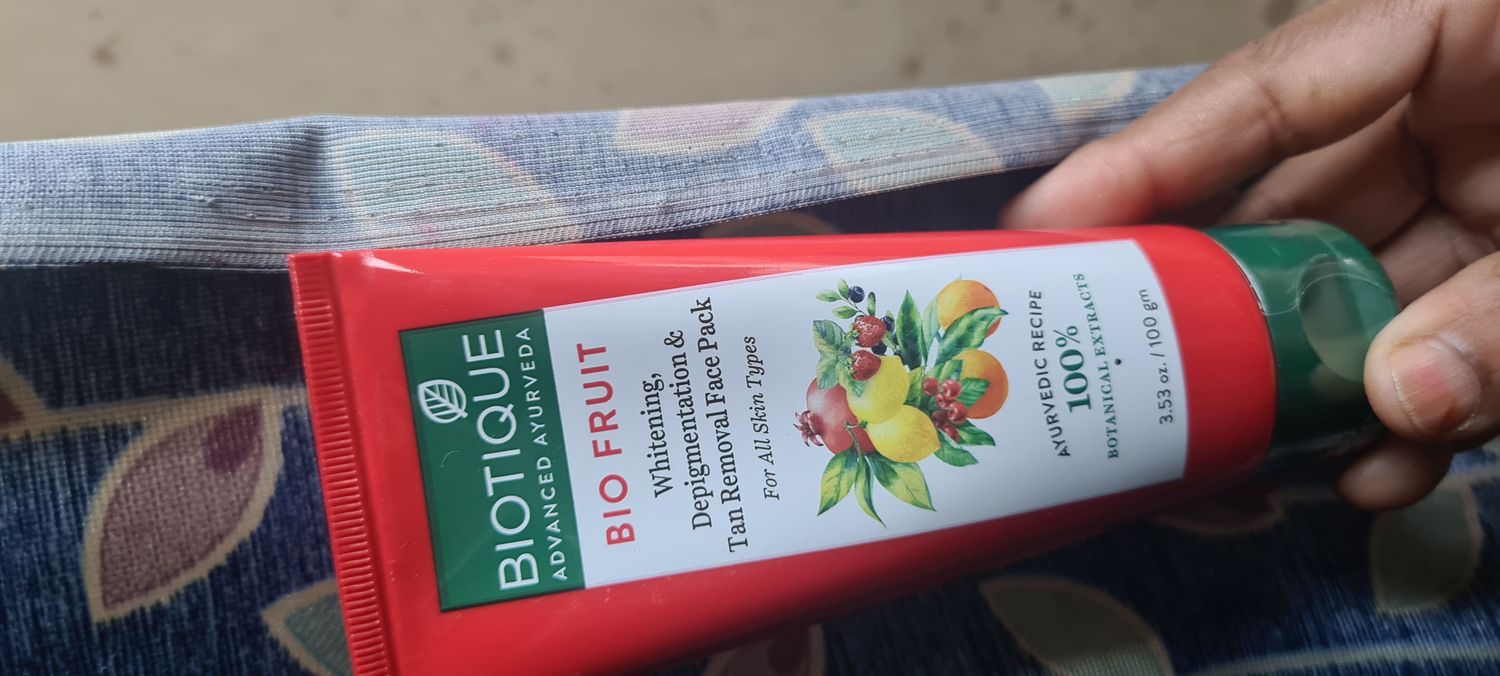 BIOTIQUE
ADVANCED AYURVEDA
BIO FRUIT
Whitening,
Depigmentation &
Tan Removal Face Pack
For All Skin Types
AYURVEDIC RECIPE
100%
BOTANICAL EXTRACTS
3.53 oz. / 100 gm